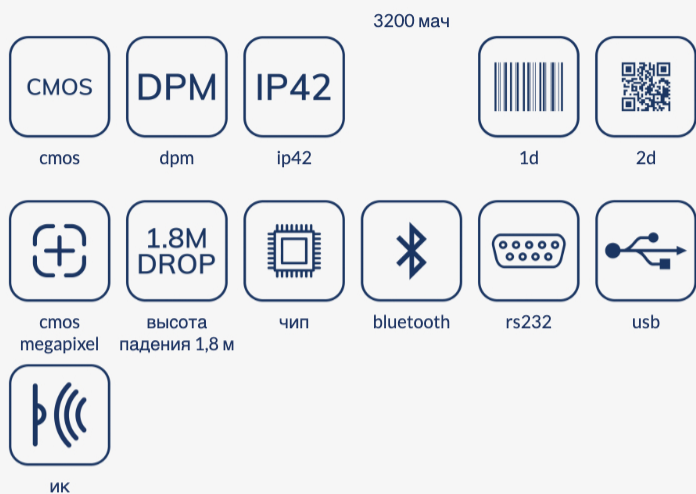 3200 мач
CMOS
DPM
IP42
cmos
dpm
ip42
1d
2d
1.8M
DROP
cmos
megapixel
высота
падения 1,8 м
чип
bluetooth
rs232
usb
ик